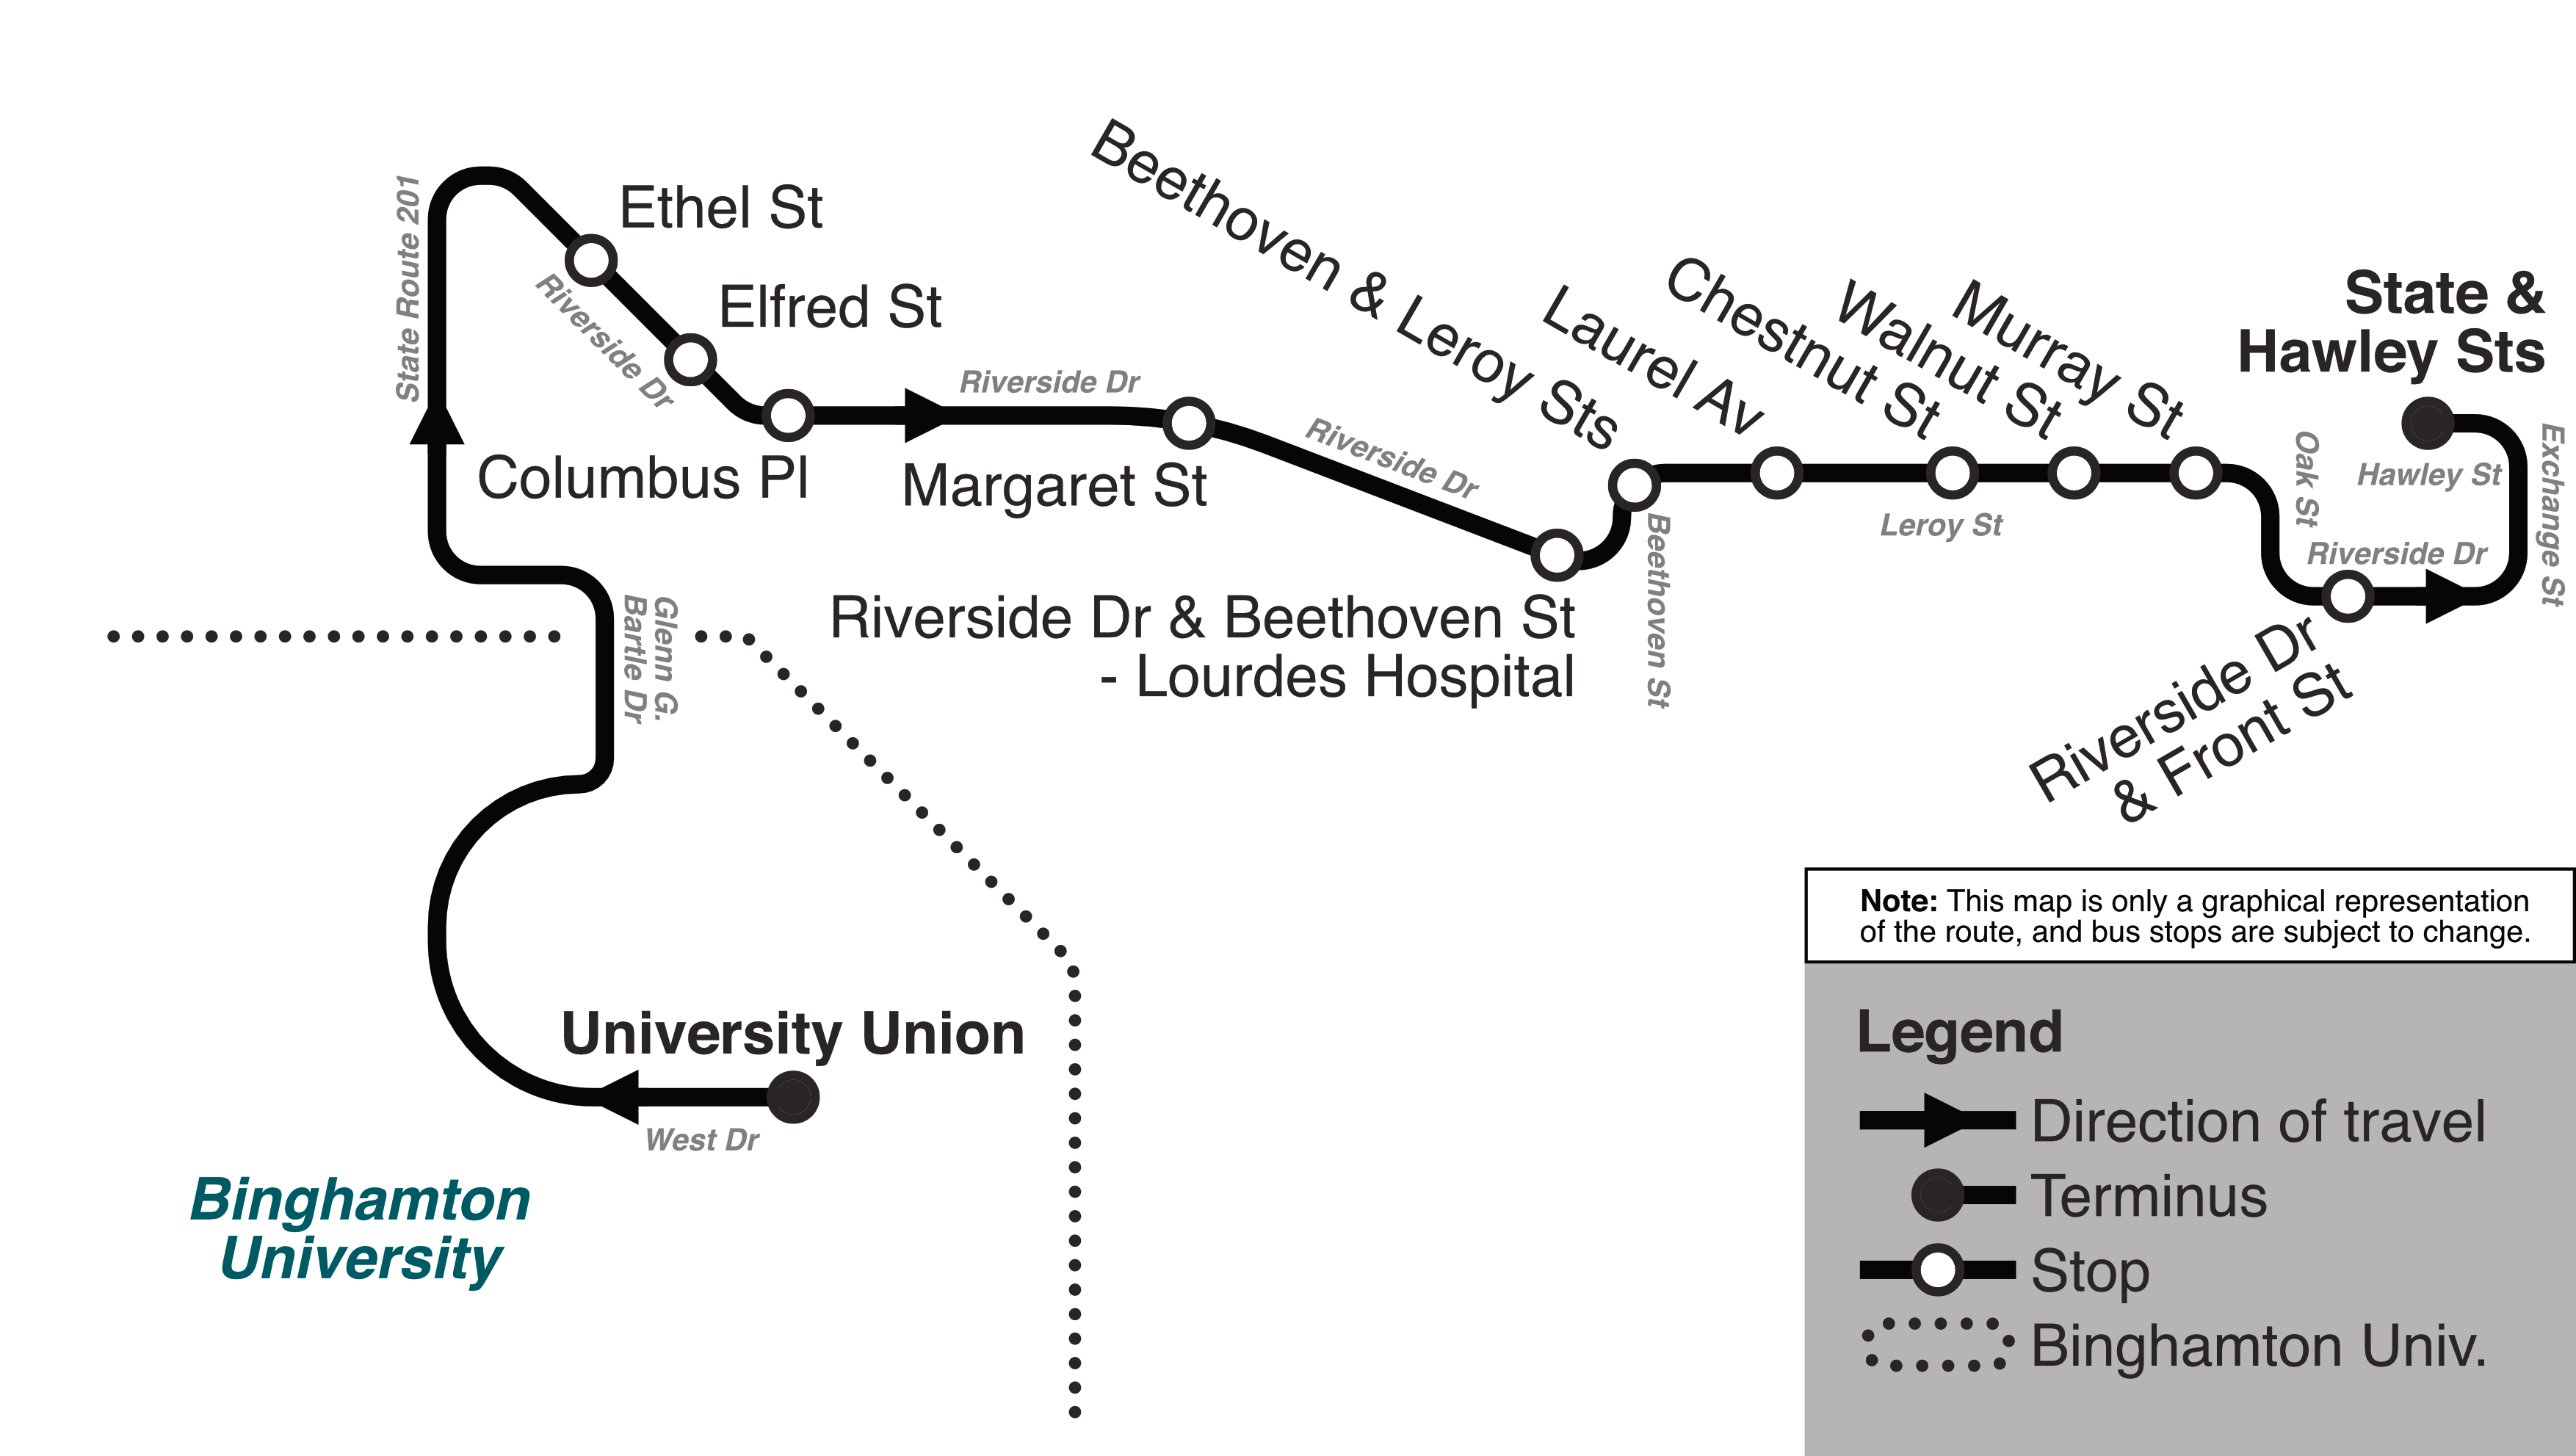 Beethoven & Leroy Sts
Laurel Av
Chestnut St
Walnut St
Murray St
State &
Hawley Sts
State Route 201
Ethel St
Riverside Dr
Elfred St
Riverside Dr
Columbus Pl
Margaret St
Riverside Dr
Riverside Dr & Beethoven St
- Lourdes Hospital
Beethoven St
Leroy St
Oak St
Hawley St
Exchange St
Riverside Dr
Riverside Dr
& Front St
Glenn G.
Bartle Dr
University Union
West Dr
Binghamton
University
Note: This map is only a graphical representation
of the route, and bus stops are subject to change.
Legend
Direction of travel
Terminus
Stop
Binghamton Univ.